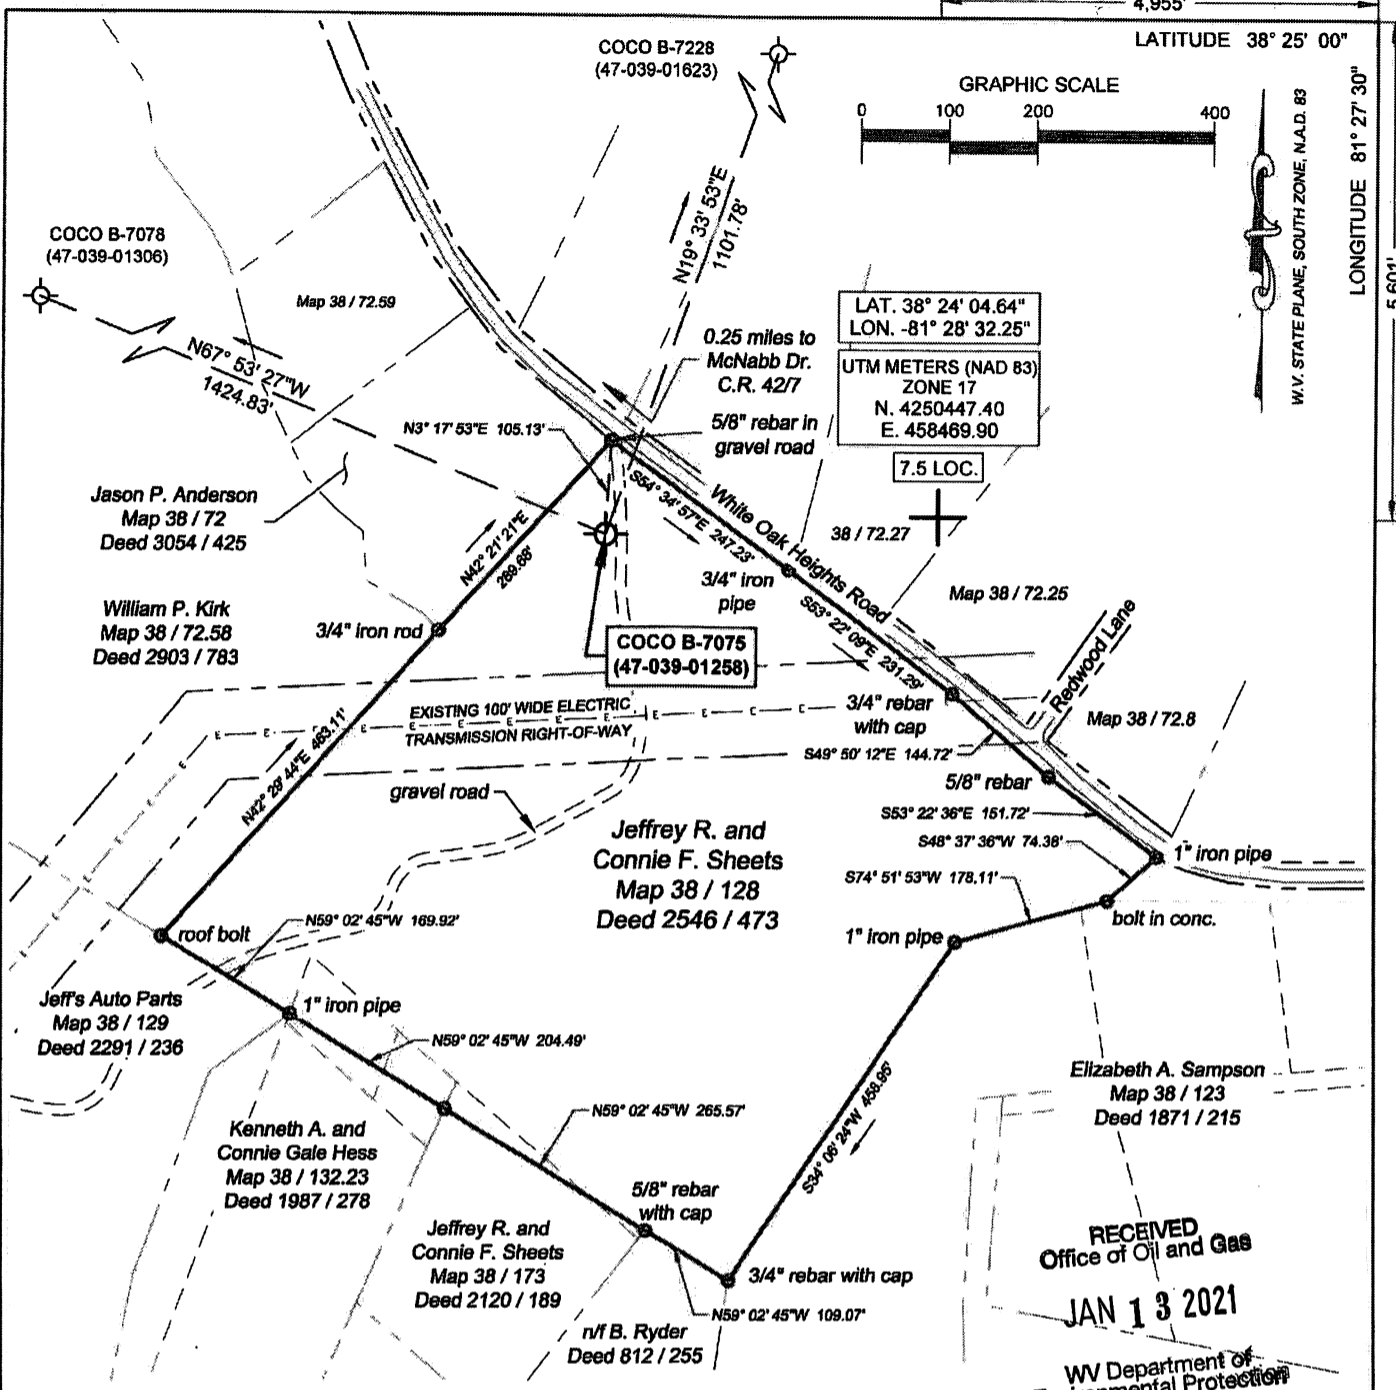 4,955'
LATITUDE 38° 25' 00"
LONGITUDE 81° 27' 30"
5,601'
COCO B-7228
(47-039-01623)
GRAPHIC SCALE
0 100 200 400
W.V. STATE PLANE, SOUTH ZONE, N.A.D. 83
N19° 33' 53"E
1101.78'
COCO B-7078
(47-039-01306)
Map 38 / 72.59
N67° 53' 27"W
1424.83'
0.25 miles to
McNabb Dr.
C.R. 42/7
LAT. 38° 24' 04.64"
LON. -81° 28' 32.25"
UTM METERS (NAD 83)
ZONE 17
N. 4250447.40
E. 458469.90
7.5 LOC.
N3° 17' 53"E 105.13'
5/8" rebar in
gravel road
Jason P. Anderson
Map 38 / 72
Deed 3054 / 425
N42° 21' 21"E
269.68'
S54° 34' 57"E 247.23'
White Oak Heights Road
38 / 72.27
3/4" iron
pipe
Map 38 / 72.25
Redwood Lane
William P. Kirk
Map 38 / 72.58
Deed 2903 / 783
3/4" iron rod
COCO B-7075
(47-039-01258)
S53° 22' 09"E 231.29'
3/4" rebar
with cap
Map 38 / 72.8
EXISTING 100' WIDE ELECTRIC
TRANSMISSION RIGHT-OF-WAY
E E E E E E E E
N42° 29' 44"E 463.11'
S49° 50' 12"E 144.72'
5/8" rebar
gravel road
S53° 22' 36"E 151.72'
S48° 37' 36"W 74.38'
1" iron pipe
Jeffrey R. and
Connie F. Sheets
Map 38 / 128
Deed 2546 / 473
S74° 51' 53"W 178.11'
bolt in conc.
1" iron pipe
roof bolt
N59° 02' 45"W 169.92'
Jeff's Auto Parts
Map 38 / 129
Deed 2291 / 236
1" iron pipe
N59° 02' 45"W 204.49'
S34° 06' 24"W 458.95'
Elizabeth A. Sampson
Map 38 / 123
Deed 1871 / 215
N59° 02' 45"W 265.57'
Kenneth A. and
Connie Gale Hess
Map 38 / 132.23
Deed 1987 / 278
5/8" rebar
with cap
Jeffrey R. and
Connie F. Sheets
Map 38 / 173
Deed 2120 / 189
3/4" rebar with cap
N59° 02' 45"W 109.07'
n/f B. Ryder
Deed 812 / 255
RECEIVED
Office of Oil and Gas
JAN 13 2021
WV Department of
Protection